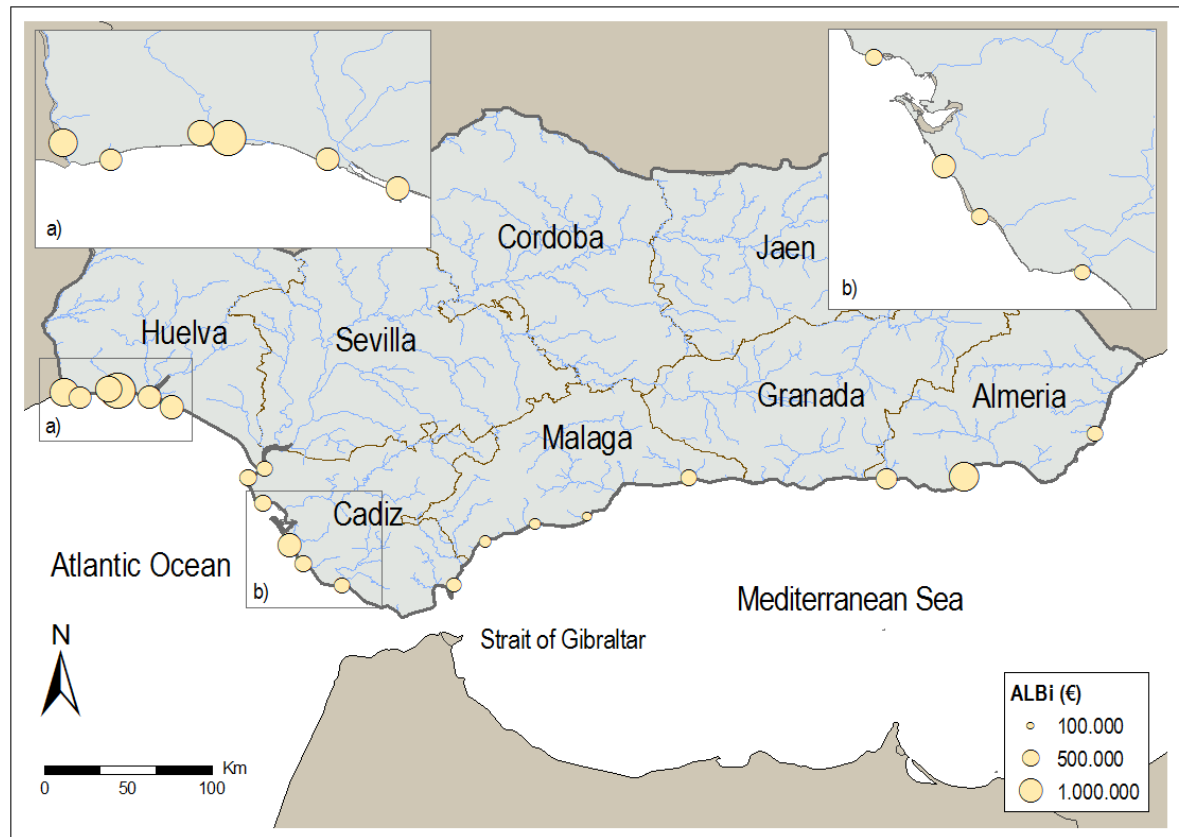 a)
b)
Cordoba
Jaen
Huelva
Sevilla
Granada
Almeria
Malaga
a)
Cadiz
Atlantic Ocean
b)
Mediterranean Sea
N
Strait of Gibraltar
ALBi (€)
100.000
500.000
1.000.000
Km
0 50 100